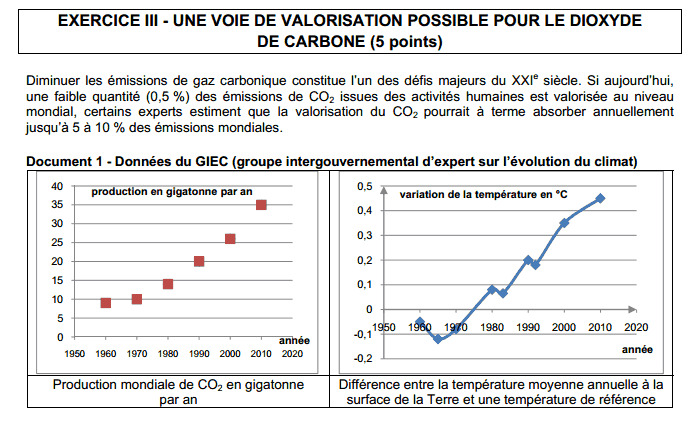 EXERCICE III - UNE VOIE DE VALORISATION POSSIBLE POUR LE DIOXYDE
DE CARBONE (5 points)
Diminuer les émissions de gaz carbonique constitue l'un des défis majeurs du XXIe siècle. Si aujourd'hui,
une faible quantité (0,5 %) des émissions de CO2 issues des activités humaines est valorisée au niveau
mondial, certains experts estiment que la valorisation du CO2 pourrait à terme absorber annuellement
jusqu'à 5 à 10 % des émissions mondiales.
Document 1 - Données du GIEC (groupe intergouvernemental d'expert sur l'évolution du climat)
production en gigatonne par an
40
35
30
25
20
15
10
5
0
année
1950 1960 1970 1980 1990 2000 2010 2020
variation de la température en °C
0,5
0,4
0,3
0,2
0,1
0
-0,1
-0,2
1950 1960 1970 1980 1990 2000 2010 2020
année
Production mondiale de CO2 en gigatonne
par an
Différence entre la température moyenne annuelle à la
surface de la Terre et une température de référence